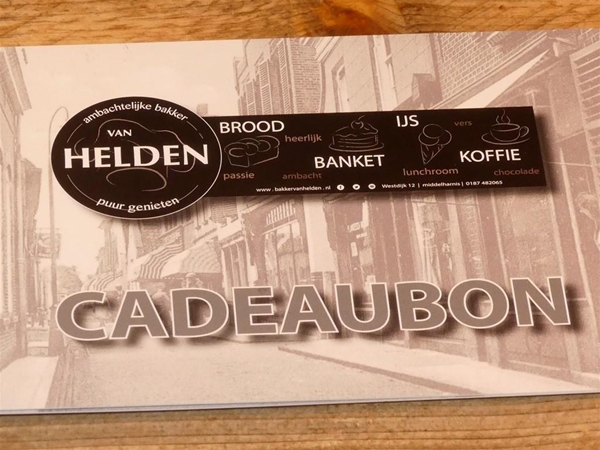 ambachtelijke bakker
VAN
HELDEN
puur genieten
BROOD
heerlijk
IJS
vers
BANKET
KOFFIE
passie
ambacht
lunchroom
chocolade
www.bakkervanhelden.nl
Westdijk 12 | middelharnis | 0187 482065
CADEAUBON